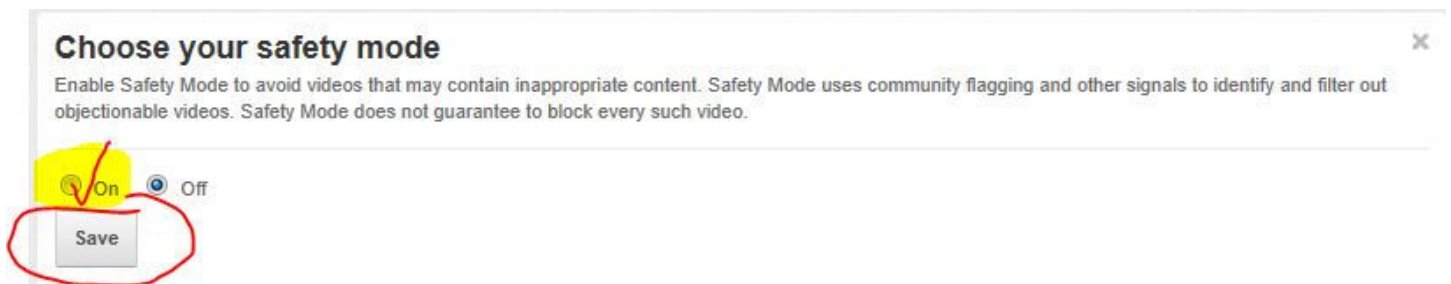 Choose your safety mode
Enable Safety Mode to avoid videos that may contain inappropriate content. Safety Mode uses community flagging and other signals to identify and filter out
objectionable videos. Safety Mode does not guarantee to block every such video.
On Off
Save